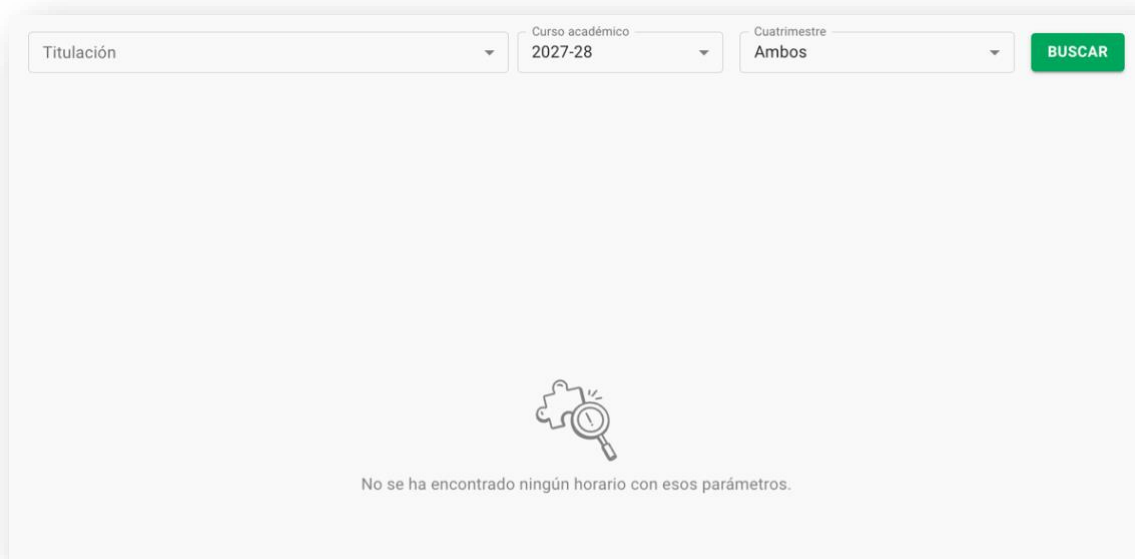 Curso académico
Cuatrimestre
Titulación
2027-28
Ambos
BUSCAR
No se ha encontrado ningún horario con esos parámetros.